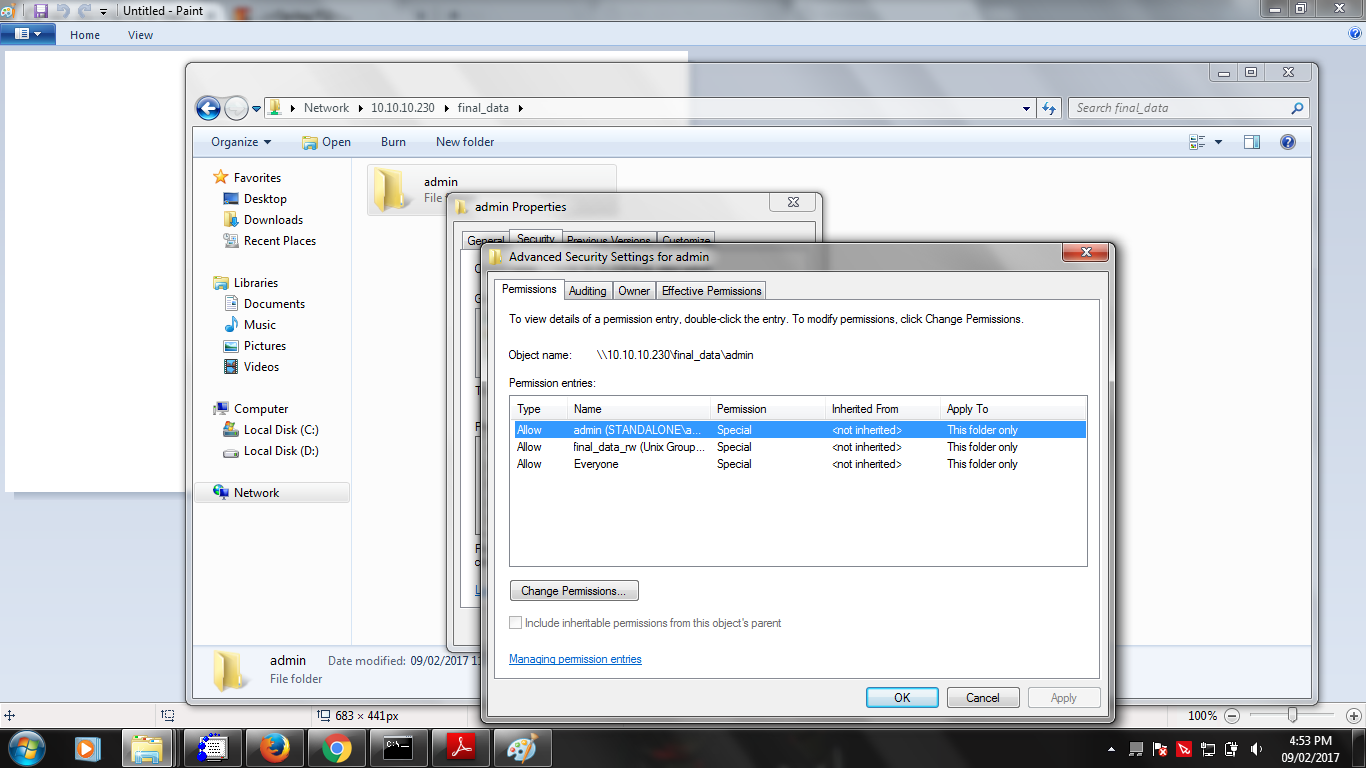 Untitled - Paint
Home View
Network 10.10.10.230 final_data
Search final_data
Organize Open Burn New folder
Favorites
Desktop
Downloads
Recent Places
Libraries
Documents
Music
Pictures
Videos
Computer
Local Disk (C:)
Local Disk (D:)
Network
admin
File
admin Properties
General Security Previous Versions Customize
Advanced Security Settings for admin
Permissions Auditing Owner Effective Permissions
To view details of a permission entry, double-click the entry. To modify permissions, click Change Permissions.
Object name: \\10.10.10.230\final_data\admin
Permission entries:
Type Name Permission Inherited From Apply To
Allow admin (STANDALONE\a... Special <not inherited> This folder only
Allow final_data_rw (Unix Group... Special <not inherited> This folder only
Allow Everyone Special <not inherited> This folder only
Change Permissions...
Include inheritable permissions from this object's parent
Managing permission entries
OK Cancel Apply
admin Date modified: 09/02/2017
File folder
683 × 441px
100%
C:\_
4:53 PM
09/02/2017